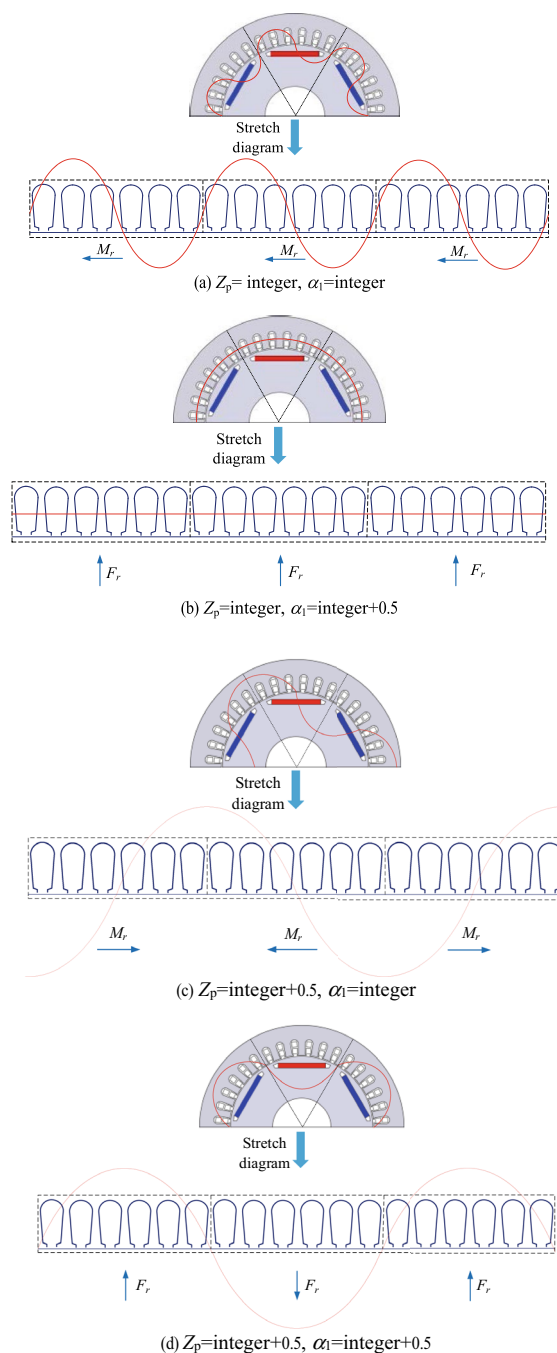 Stretch
diagram
M_r M_r M_r
(a) Z_p= integer, α_1=integer
Stretch
diagram
F_r F_r F_r
(b) Z_p=integer, α_1=integer+0.5
Stretch
diagram
M_r M_r M_r
(c) Z_p=integer+0.5, α_1=integer
Stretch
diagram
F_r F_r F_r
(d) Z_p=integer+0.5, α_1=integer+0.5